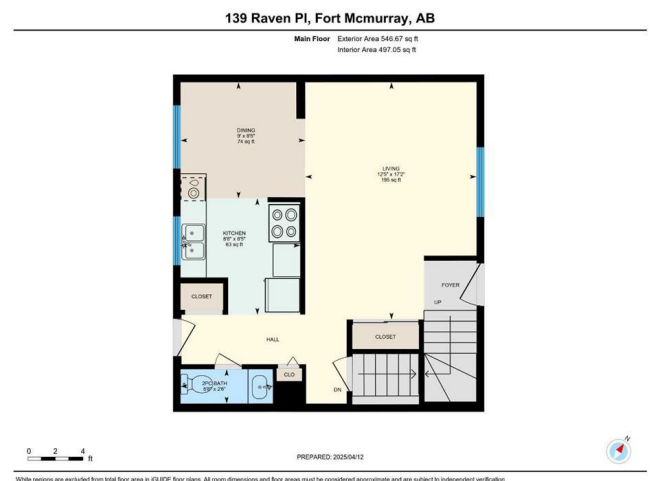 139 Raven Pl, Fort Mcmurray, AB
Main Floor Exterior Area 546.67 sq ft
Interior Area 497.05 sq ft
DINING
9' x 8'5"
74 sq ft
LIVING
12'5" x 17'2"
195 sq ft
KITCHEN
8'8" x 8'5"
63 sq ft
CLOSET
FOYER
UP
HALL
CLOSET
CLO
2PC BATH
6'8" x 2'6"
DN
0 2 4 ft
PREPARED: 2025/04/12
N
White regions are excluded from total floor area in iGUIDE floor plans. All room dimensions and floor areas must be considered approximate and are subject to independent verification.